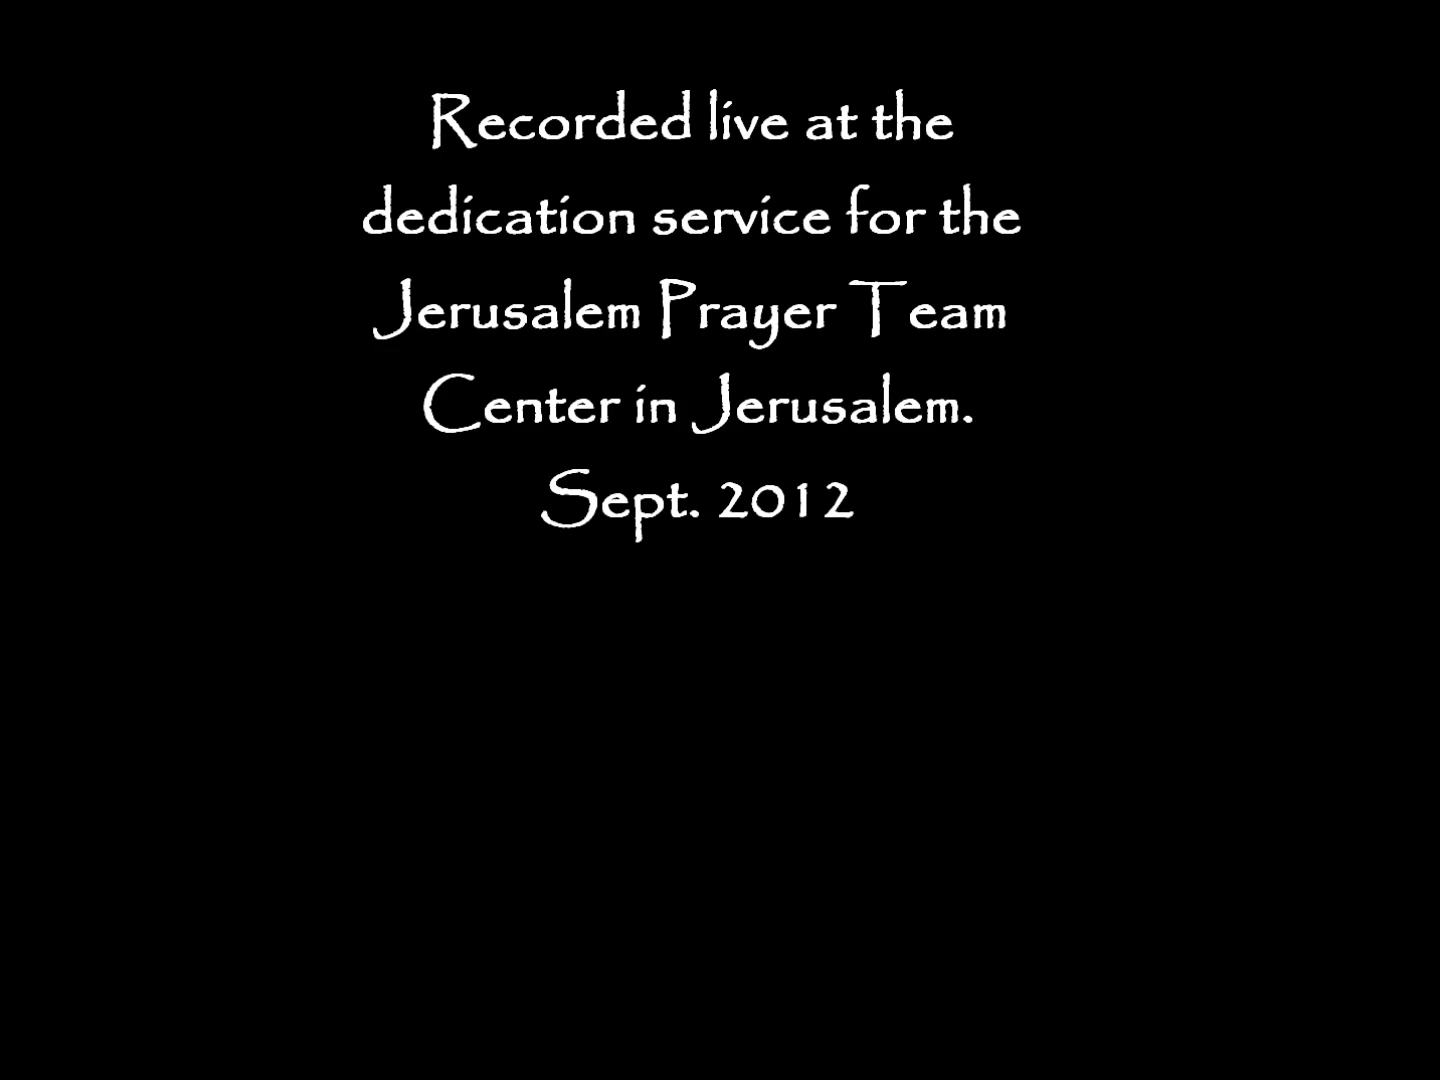 Recorded live at the
dedication service for the
Jerusalem Prayer Team
Center in Jerusalem.
Sept. 2012